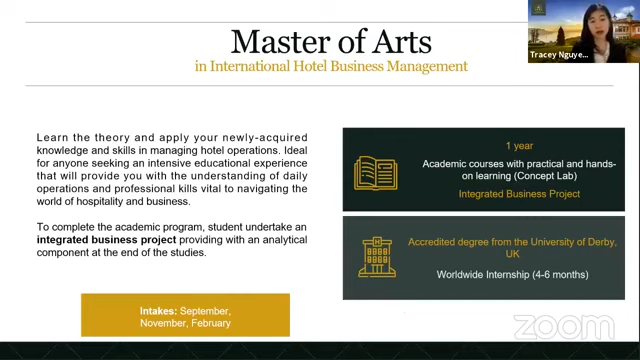 Master of Arts
in International Hotel Business Management
Tracey Nguye...
Learn the theory and apply your newly-acquired
knowledge and skills in managing hotel operations. Ideal
for anyone seeking an intensive educational experience
that will provide you with the understanding of daily
operations and professional kills vital to navigating the
world of hospitality and business.
To complete the academic program, student undertake an
integrated business project providing with an analytical
component at the end of the studies.
Intakes: September,
November, February
1 year
Academic courses with practical and hands-
on learning (Concept Lab)
Integrated Business Project
Accredited degree from the University of Derby,
UK
Worldwide Internship (4-6 months)
zoom